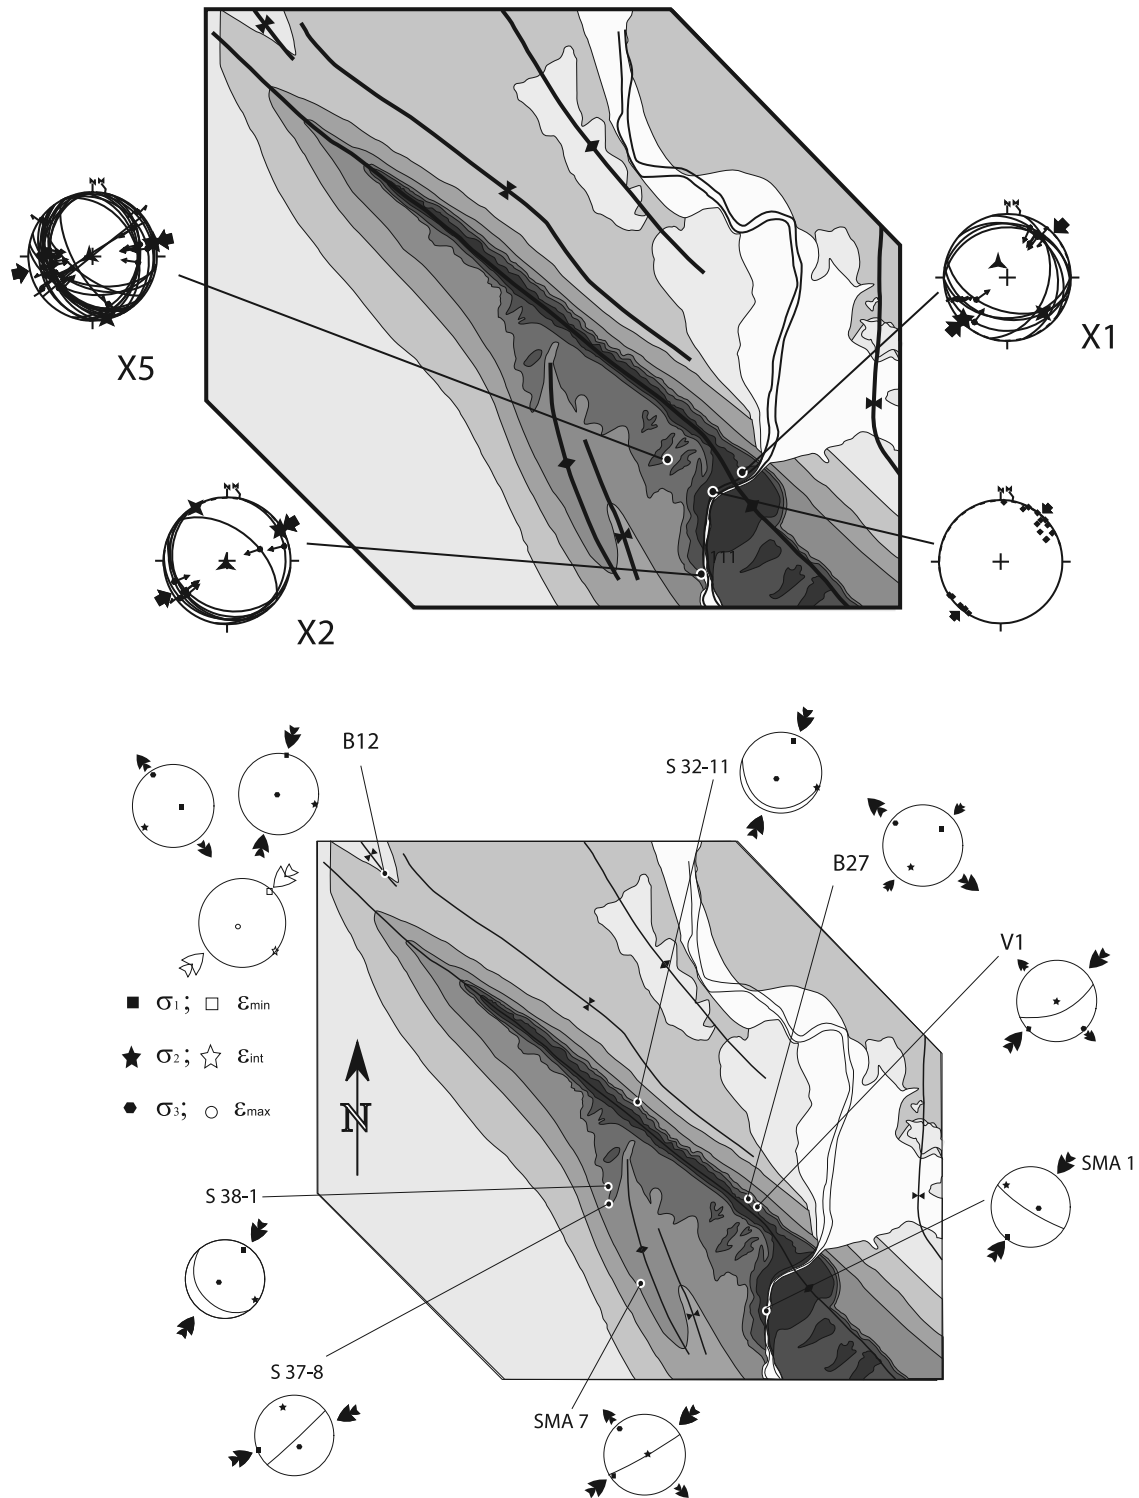 X5
X1
X2
B12
S 32-11
B27
V1
σ1; εmin
σ2; εint
σ3; εmax
N
SMA 1
S 38-1
S 37-8
SMA 7